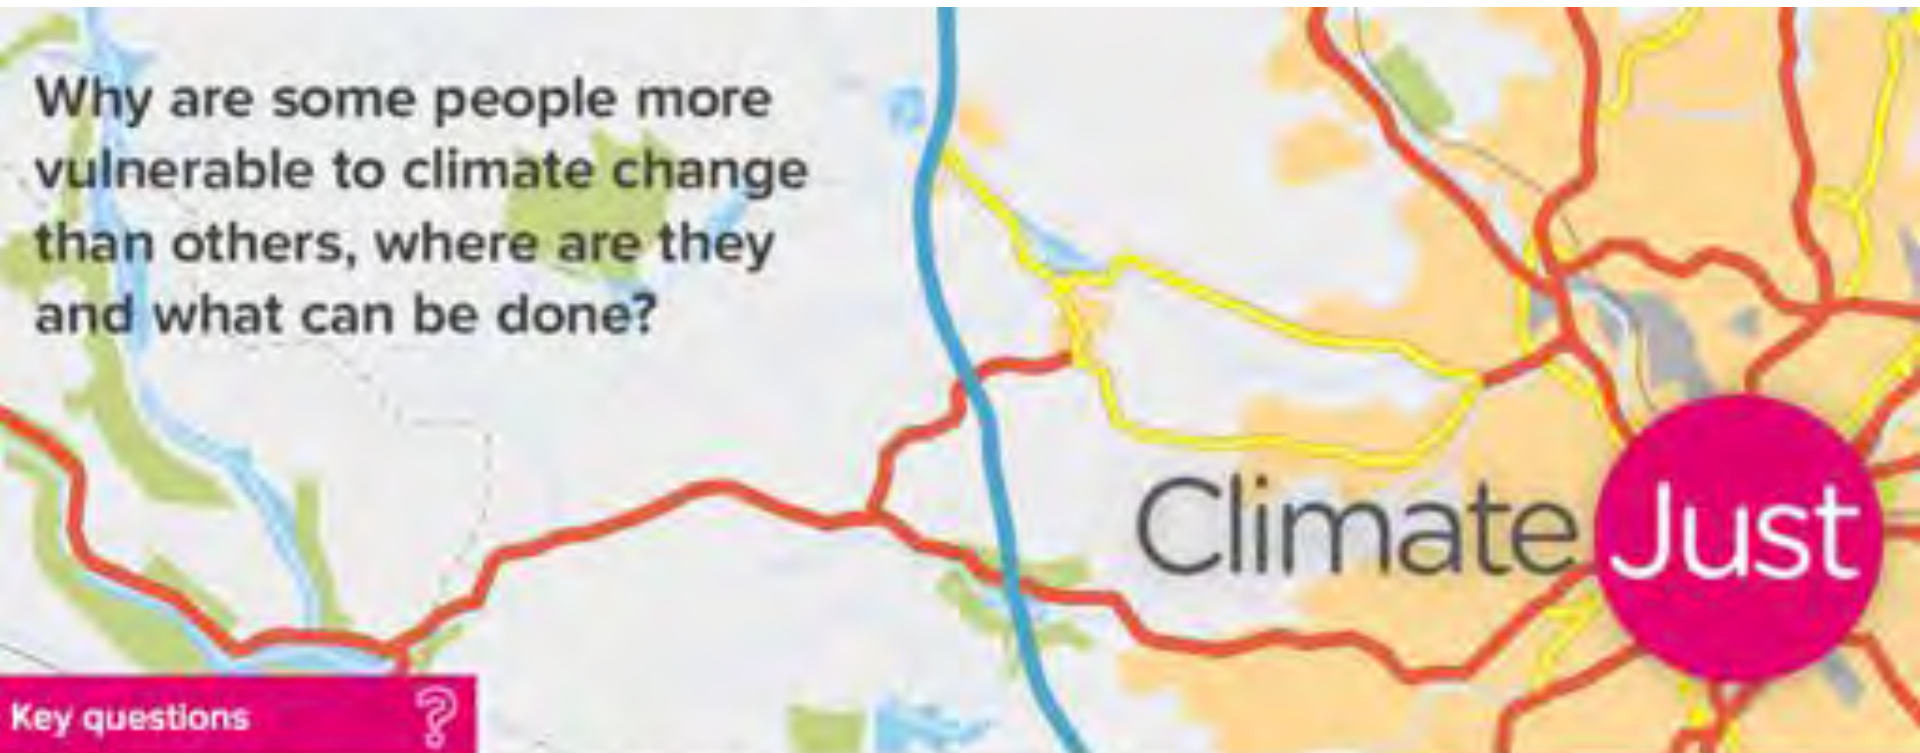 Why are some people more
vulnerable to climate change
than others, where are they
and what can be done?
Climate Just
Key questions